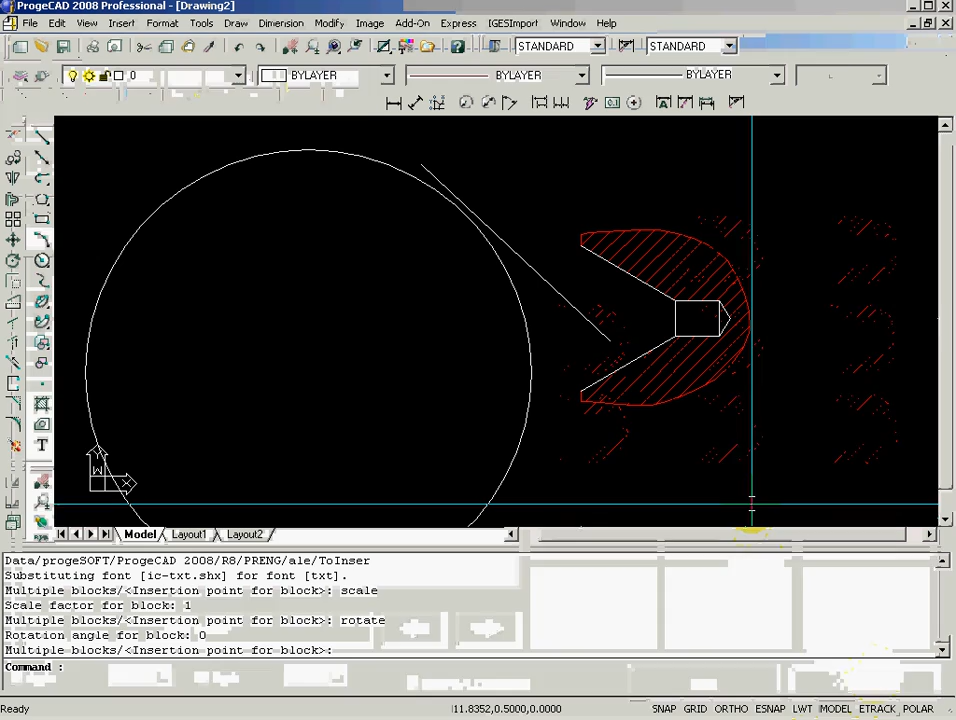 ProgeCAD 2008 Professional - [Drawing2]
File Edit View Insert Format Tools Draw Dimension Modify Image Add-On Express IGESImport Window Help
STANDARD STANDARD
0 BYLAYER BYLAYER BYLAYER
W
X
T
Model Layout1 Layout2
Data/progeSOFT/ProgeCAD 2008/R8/PRENG/ale/ToInser
Substituting font [ic-txt.shx] for font [txt].
Multiple blocks/<Insertion point for block>: scale
Scale factor for block: 1
Multiple blocks/<Insertion point for block>: rotate
Rotation angle for block: 0
Multiple blocks/<Insertion point for block>:
Command :
Ready 11.8352,0.5000,0.0000 SNAP GRID ORTHO ESNAP LWT MODEL ETRACK POLAR